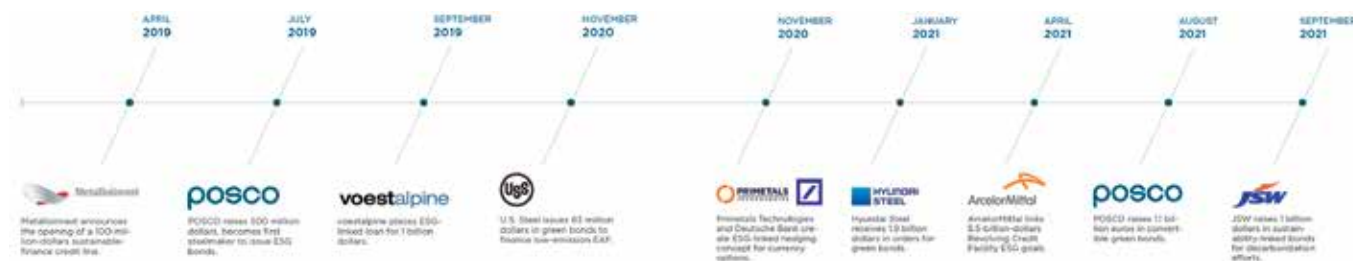 APRIL
2019
JULY
2019
SEPTEMBER
2019
NOVEMBER
2020
NOVEMBER
2020
JANUARY
2021
APRIL
2021
AUGUST
2021
SEPTEMBER
2021
Metalloinvest
Metalloinvest announces
the opening of a 100-mil-
lion-dollars sustainable-
finance credit line.
posco
POSCO raises 500 million
dollars, becomes first
steelmaker to issue ESG
bonds.
voestalpine
voestalpine places ESG-
linked loan for 1 billion
dollars.
USS
U.S. Steel issues 63 million
dollars in green bonds to
finance low-emission EAF.
PRIMETALS
TECHNOLOGIES
Primetals Technologies
and Deutsche Bank cre-
ate ESG-linked hedging
concept for currency
options.
HYUNDAI
STEEL
Hyundai Steel
receives 1.9 billion
dollars in orders for
green bonds.
ArcelorMittal
ArcelorMittal links
5.5-billion-dollars
Revolving Credit
Facility ESG goals.
posco
POSCO raises 1.1 bil-
lion euros in convert-
ible green bonds.
JSW
JSW raises 1 billion
dollars in sustain-
ability-linked bonds
for decarbonization
efforts.